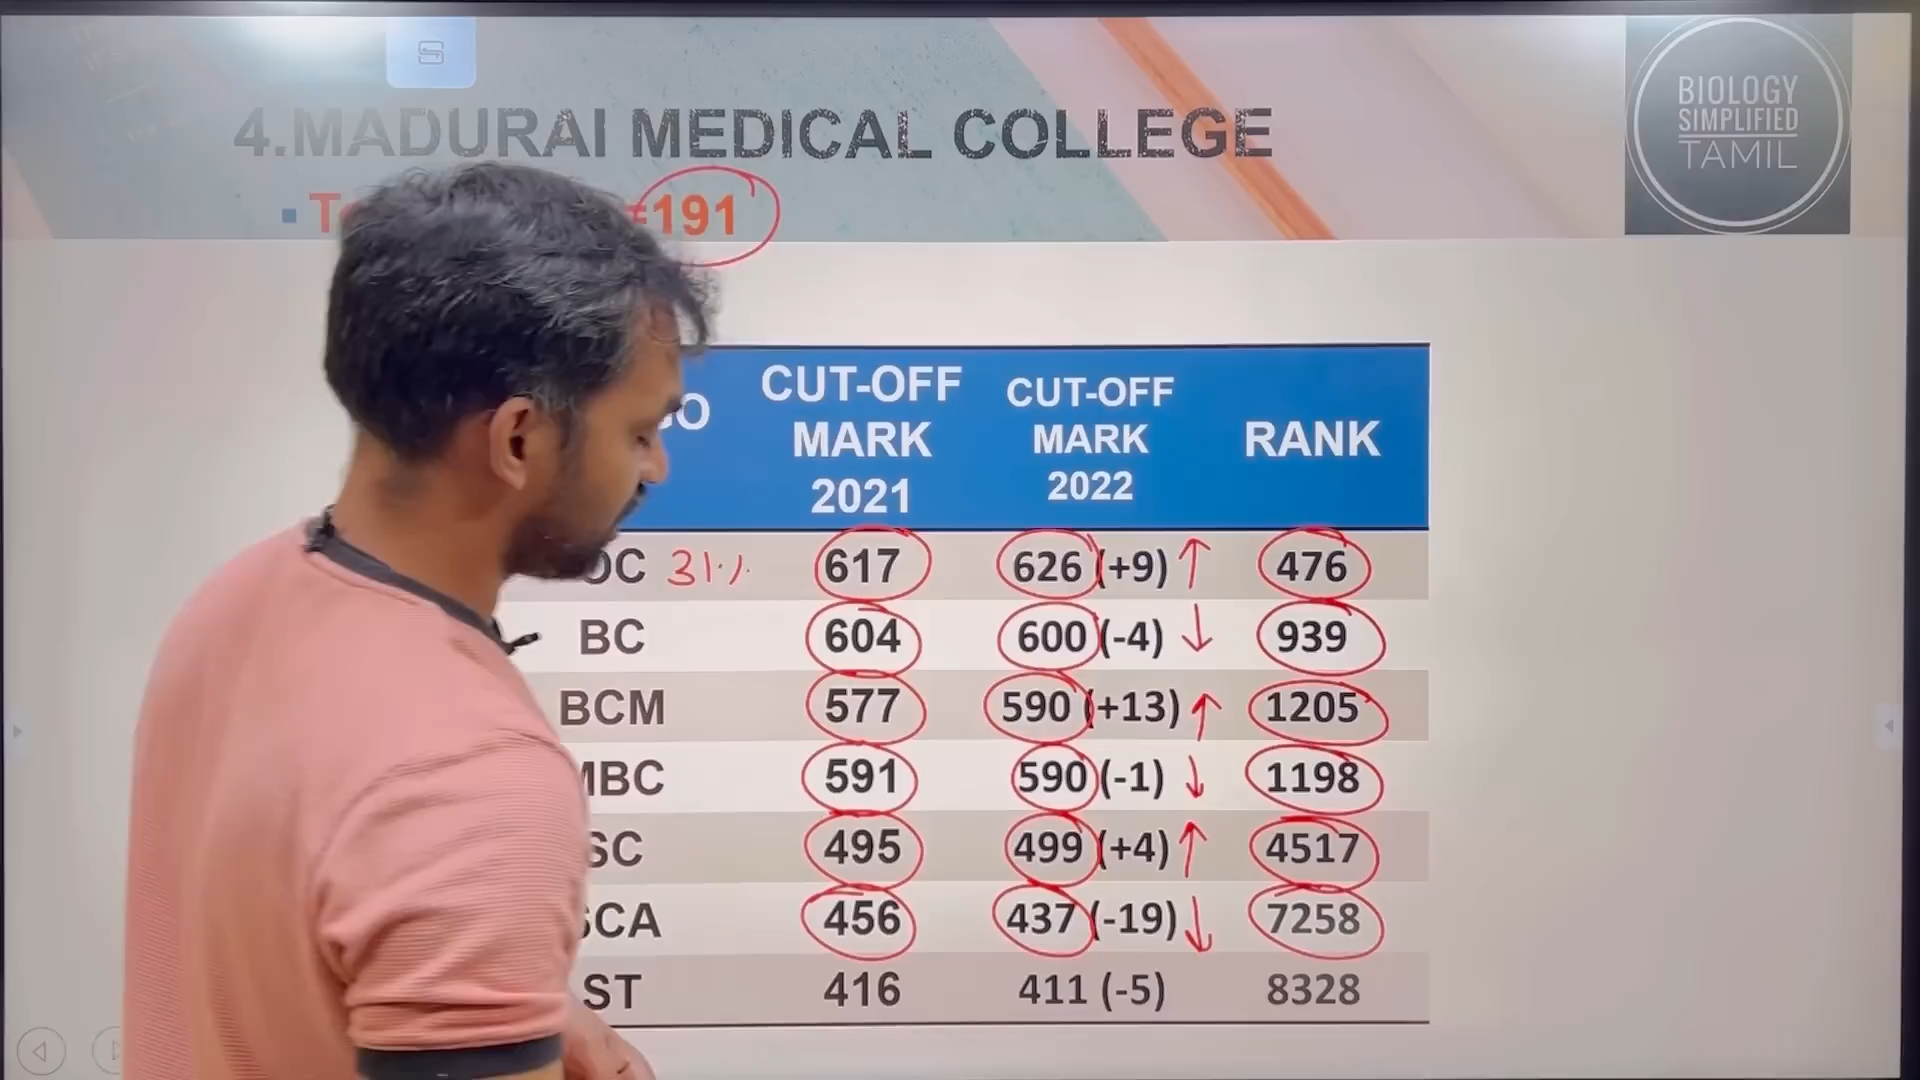 4.MADURAI MEDICAL COLLEGE
=191
BIOLOGY
SIMPLIFIED
TAMIL
CUT-OFF
MARK
2021
CUT-OFF
MARK
2022
RANK
OC 31% 617 626 (+9) 476
BC 604 600 (-4) 939
BCM 577 590 (+13) 1205
MBC 591 590 (-1) 1198
SC 495 499 (+4) 4517
SCA 456 437 (-19) 7258
ST 416 411 (-5) 8328